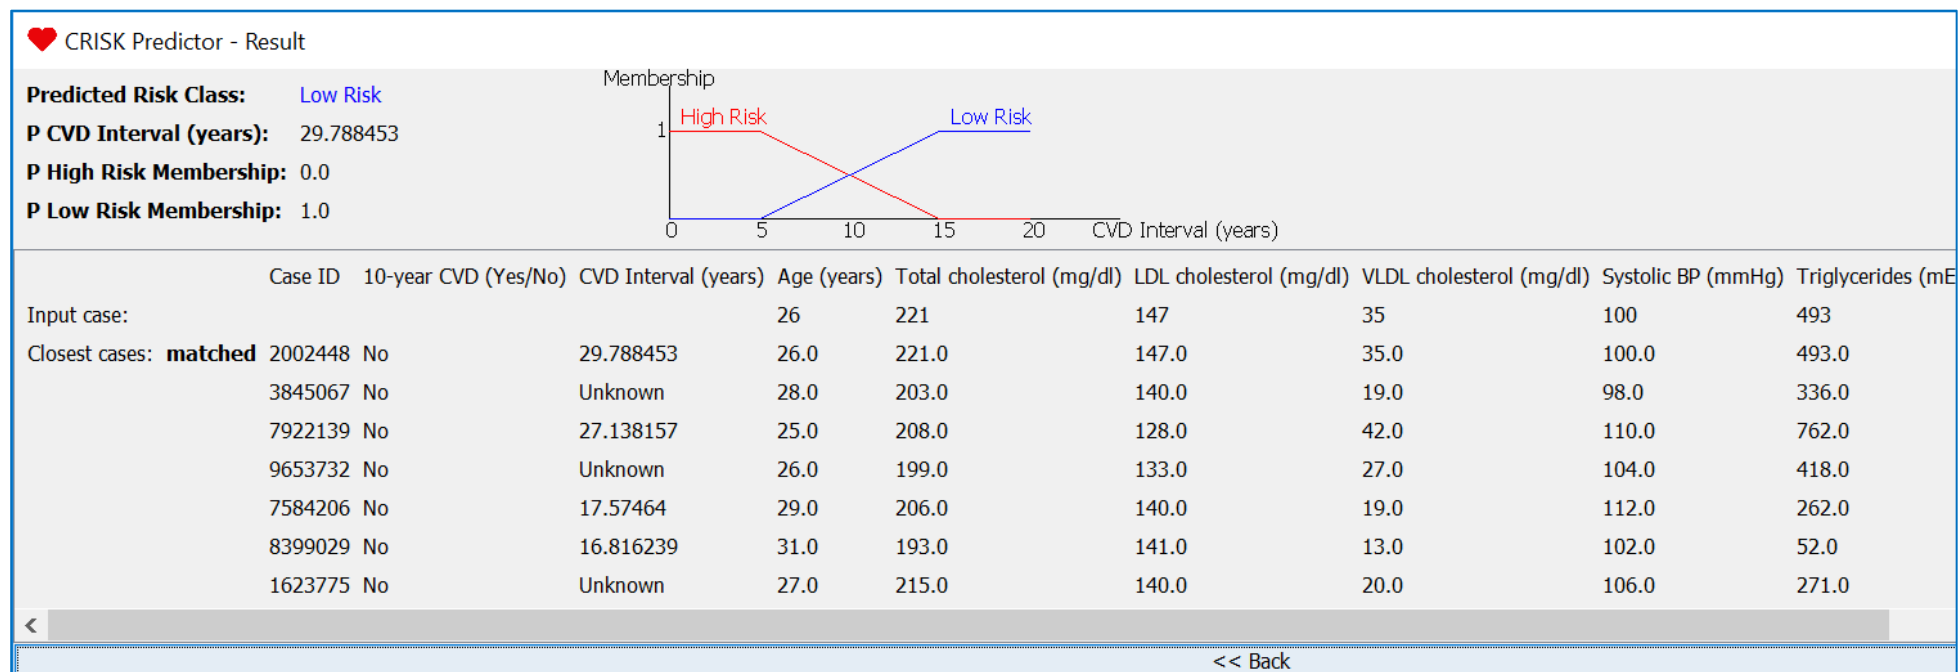 CRISK Predictor - Result
Predicted Risk Class: Low Risk
P CVD Interval (years): 29.788453
P High Risk Membership: 0.0
P Low Risk Membership: 1.0
Membership
High Risk
Low Risk
1
0 5 10 15 20 CVD Interval (years)
Case ID 10-year CVD (Yes/No) CVD Interval (years) Age (years) Total cholesterol (mg/dl) LDL cholesterol (mg/dl) VLDL cholesterol (mg/dl) Systolic BP (mmHg) Triglycerides (mE
Input case: 26 221 147 35 100 493
Closest cases: matched 2002448 No 29.788453 26.0 221.0 147.0 35.0 100.0 493.0
3845067 No Unknown 28.0 203.0 140.0 19.0 98.0 336.0
7922139 No 27.138157 25.0 208.0 128.0 42.0 110.0 762.0
9653732 No Unknown 26.0 199.0 133.0 27.0 104.0 418.0
7584206 No 17.57464 29.0 206.0 140.0 19.0 112.0 262.0
8399029 No 16.816239 31.0 193.0 141.0 13.0 102.0 52.0
1623775 No Unknown 27.0 215.0 140.0 20.0 106.0 271.0
<< Back